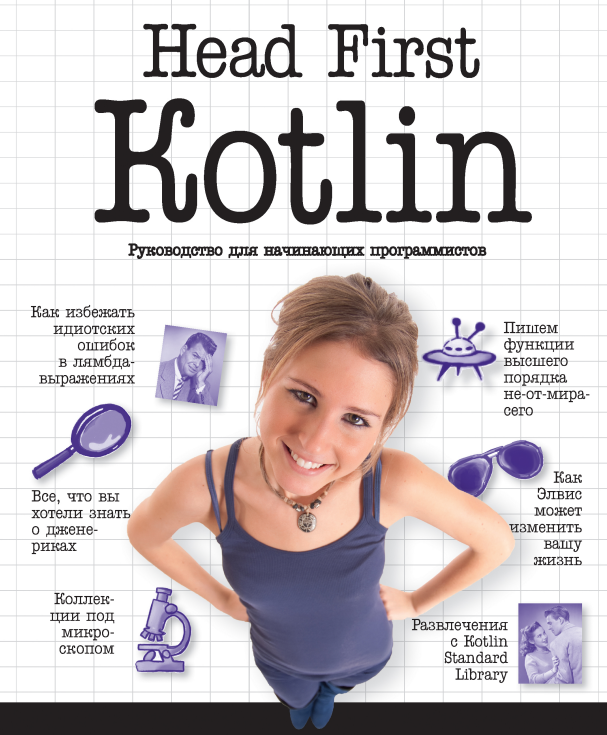 Head First
Kotlin
Руководство для начинающих программистов
Как избежать
идиотских
ошибок
в лямбда-
выражениях
Пишем
функции
высшего
порядка
не-от-мира-
сего
Все, что вы
хотели знать
о джене-
риках
Как
Элвис
может
изменить
вашу
жизнь
Коллек-
ции под
микро-
скопом
Развлечения
с Kotlin
Standard
Library